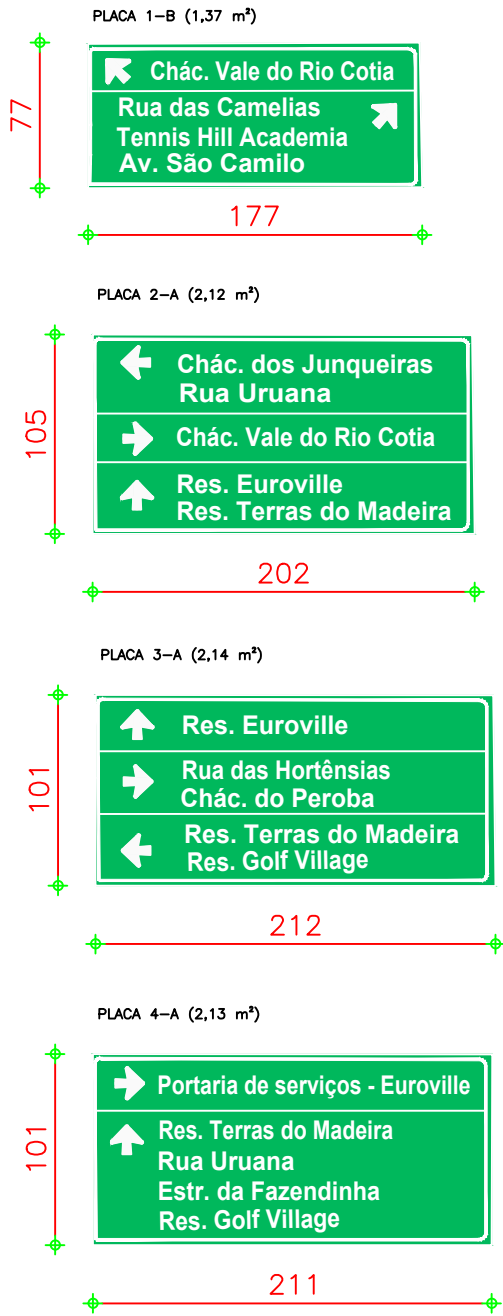 PLACA 1-B (1,37 m²)
77
Chác. Vale do Rio Cotia
Rua das Camelias
Tennis Hill Academia
Av. São Camilo
177
PLACA 2-A (2,12 m²)
105
Chác. dos Junqueiras
Rua Uruana
Chác. Vale do Rio Cotia
Res. Euroville
Res. Terras do Madeira
202
PLACA 3-A (2,14 m²)
101
Res. Euroville
Rua das Hortênsias
Chác. do Peroba
Res. Terras do Madeira
Res. Golf Village
212
PLACA 4-A (2,13 m²)
101
Portaria de serviços - Euroville
Res. Terras do Madeira
Rua Uruana
Estr. da Fazendinha
Res. Golf Village
211